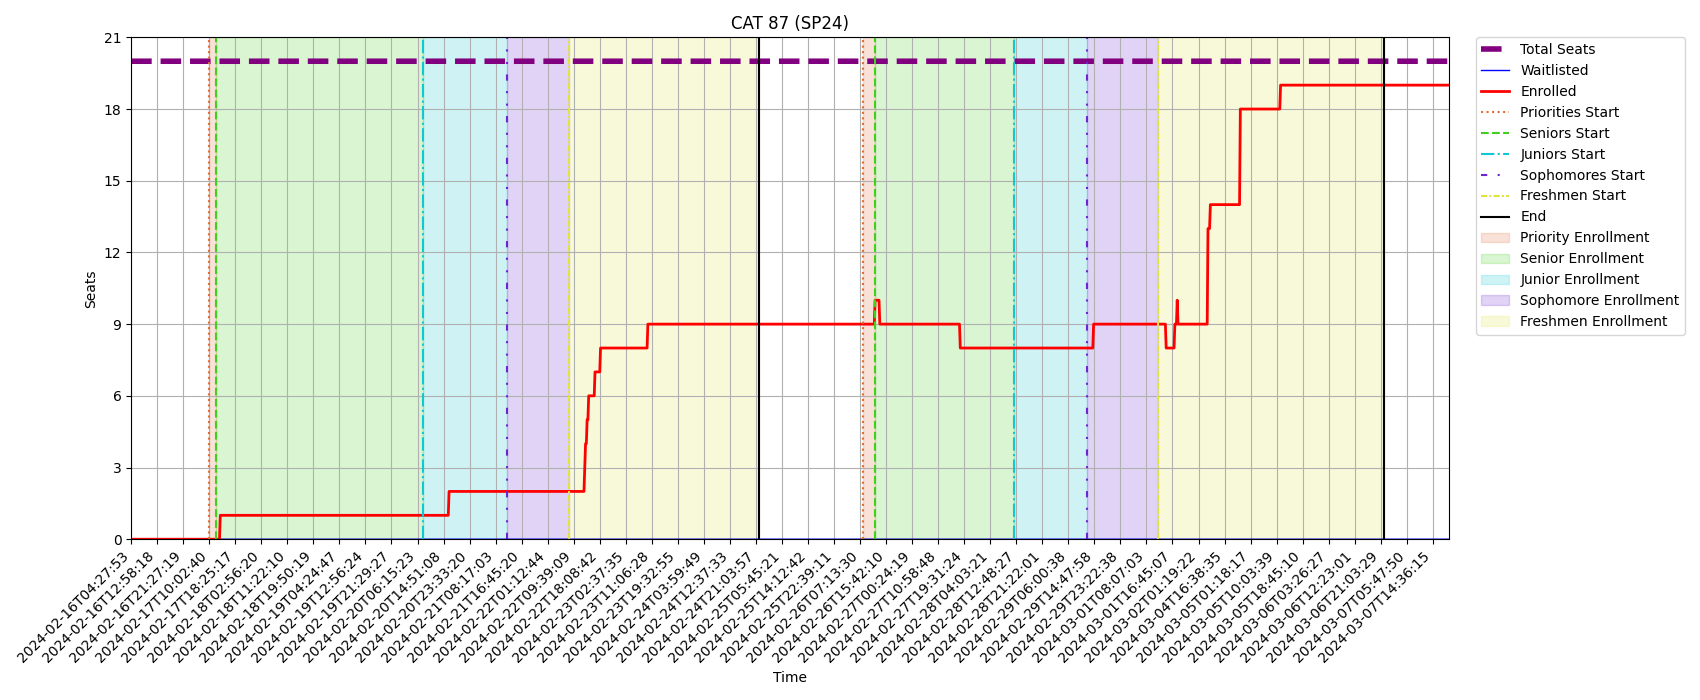 CAT 87 (SP24)
21
18
15
12
9
6
3
0
Seats
2024-02-16T04:27:53
2024-02-16T12:58:18
2024-02-16T21:27:19
2024-02-17T10:02:40
2024-02-17T18:25:17
2024-02-18T02:56:20
2024-02-18T11:22:10
2024-02-18T19:50:19
2024-02-19T04:24:47
2024-02-19T12:56:24
2024-02-19T21:29:27
2024-02-20T06:15:23
2024-02-20T14:51:08
2024-02-20T23:33:20
2024-02-21T08:17:03
2024-02-21T16:45:20
2024-02-22T01:12:44
2024-02-22T09:39:09
2024-02-22T18:08:42
2024-02-23T02:37:35
2024-02-23T11:06:28
2024-02-23T19:32:55
2024-02-24T03:59:49
2024-02-24T12:37:33
2024-02-24T21:03:57
2024-02-25T05:45:21
2024-02-25T14:12:42
2024-02-25T22:39:11
2024-02-26T07:13:30
2024-02-26T15:42:10
2024-02-27T00:24:19
2024-02-27T10:58:48
2024-02-27T19:31:24
2024-02-28T04:03:21
2024-02-28T12:48:27
2024-02-28T21:22:01
2024-02-29T06:00:38
2024-02-29T14:47:58
2024-02-29T23:22:38
2024-03-01T08:07:03
2024-03-01T16:45:07
2024-03-02T01:19:22
2024-03-04T16:38:35
2024-03-05T01:18:17
2024-03-05T10:03:39
2024-03-05T18:45:10
2024-03-06T03:26:27
2024-03-06T12:23:01
2024-03-06T21:03:29
2024-03-07T05:47:50
2024-03-07T14:36:15
Time
Total Seats
Waitlisted
Enrolled
Priorities Start
Seniors Start
Juniors Start
Sophomores Start
Freshmen Start
End
Priority Enrollment
Senior Enrollment
Junior Enrollment
Sophomore Enrollment
Freshmen Enrollment